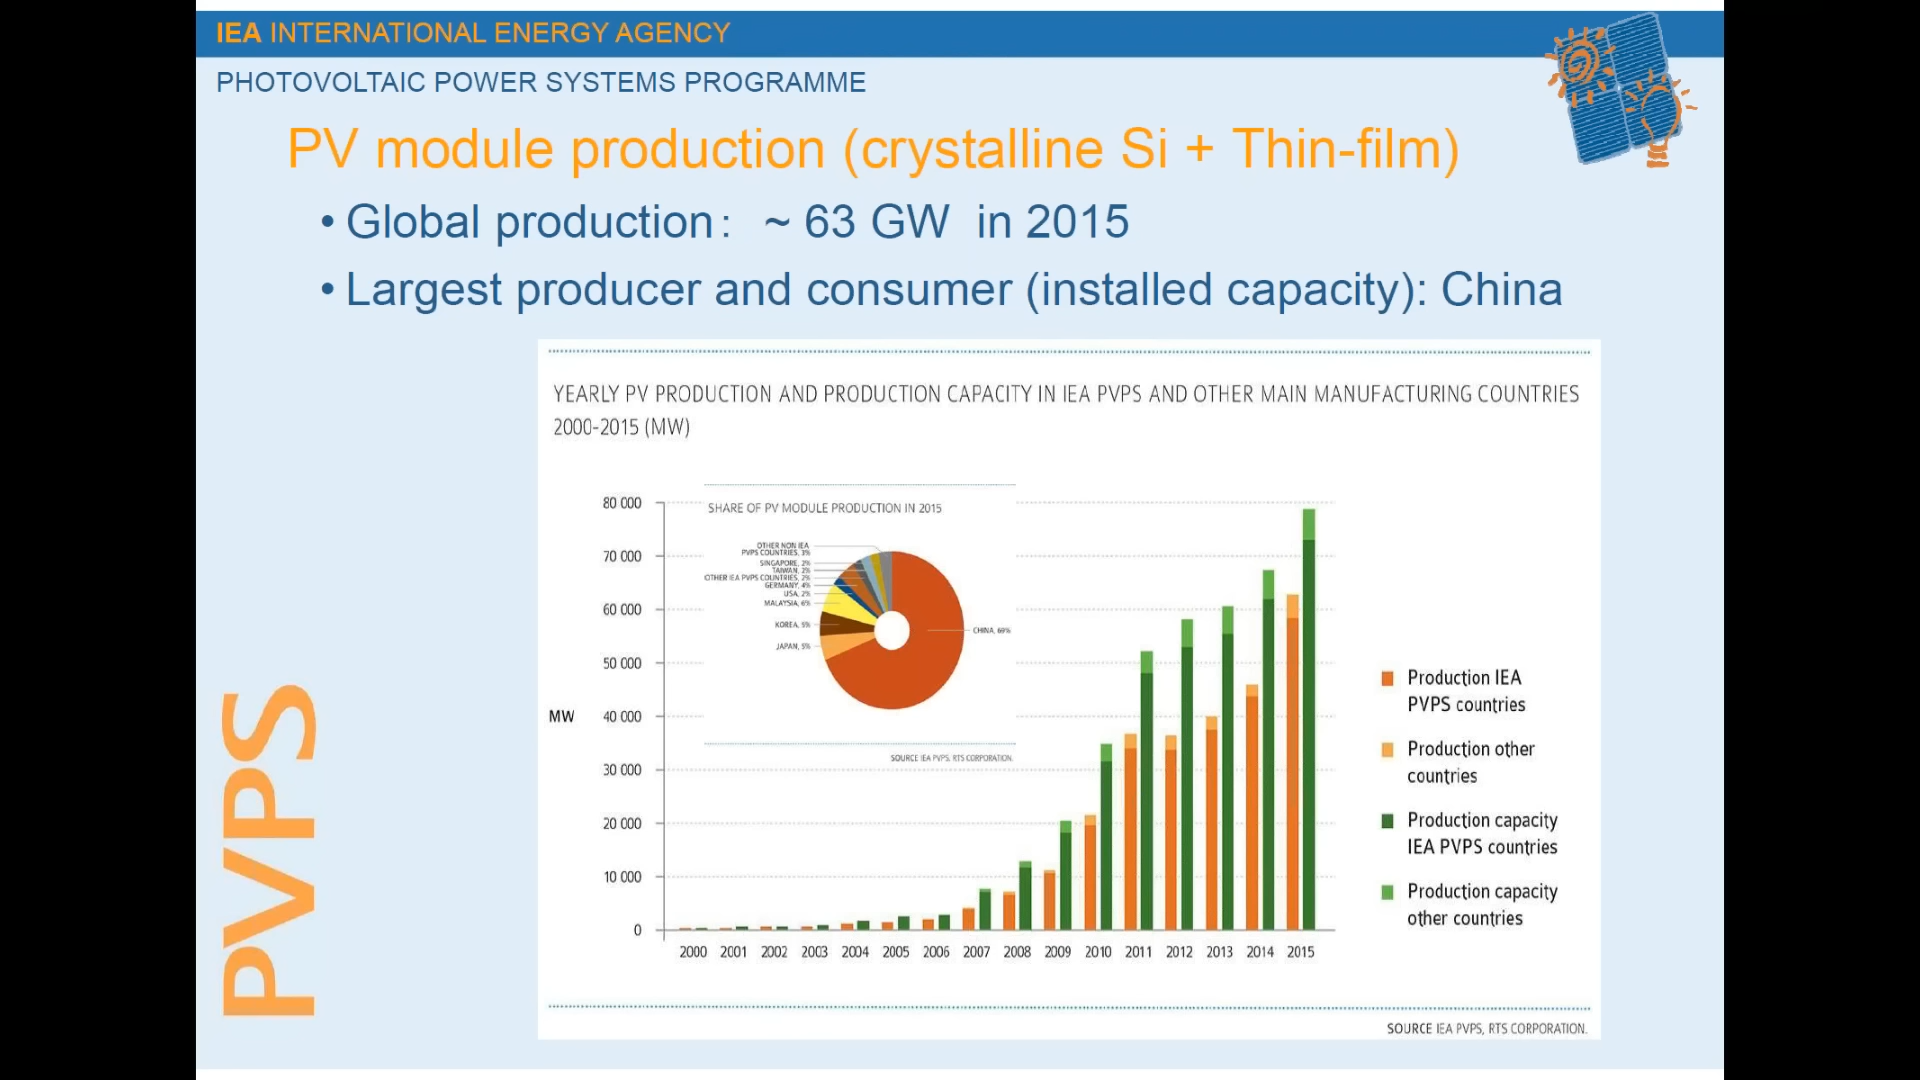 IEA INTERNATIONAL ENERGY AGENCY
PHOTOVOLTAIC POWER SYSTEMS PROGRAMME
PV module production (crystalline Si + Thin-film)
• Global production: ~ 63 GW in 2015
• Largest producer and consumer (installed capacity): China
PVPS
YEARLY PV PRODUCTION AND PRODUCTION CAPACITY IN IEA PVPS AND OTHER MAIN MANUFACTURING COUNTRIES
2000-2015 (MW)
SHARE OF PV MODULE PRODUCTION IN 2015
OTHER NON IEA
PVPS COUNTRIES, 3%
SINGAPORE, 2%
TAIWAN, 2%
OTHER IEA PVPS COUNTRIES, 2%
GERMANY, 4%
USA, 2%
MALAYSIA, 6%
KOREA, 5%
JAPAN, 5%
CHINA, 69%
SOURCE IEA PVPS, RTS CORPORATION.
MW
80 000
70 000
60 000
50 000
40 000
30 000
20 000
10 000
0
2000 2001 2002 2003 2004 2005 2006 2007 2008 2009 2010 2011 2012 2013 2014 2015
Production IEA
PVPS countries
Production other
countries
Production capacity
IEA PVPS countries
Production capacity
other countries
SOURCE IEA PVPS, RTS CORPORATION.